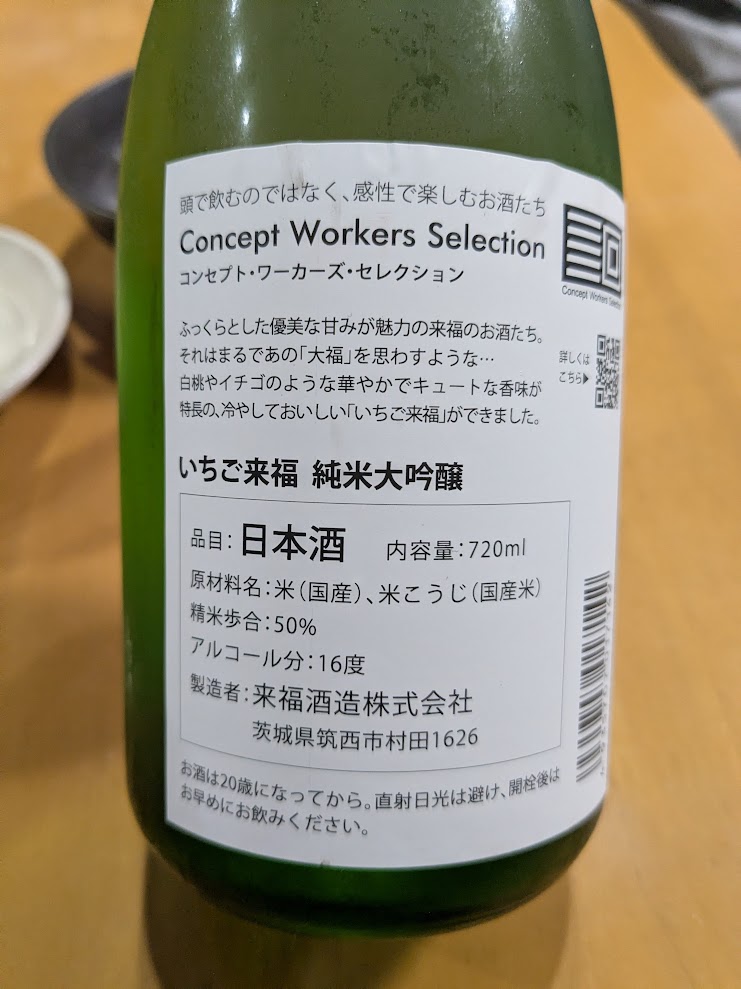 頭で飲むのではなく、感性で楽しむお酒たち
Concept Workers Selection
コンセプト・ワーカーズ・セレクション
Concept Workers Selection
ふっくらとした優美な甘みが魅力の来福のお酒たち。
それはまるであの「大福」を思わすような…
白桃やイチゴのような華やかでキュートな香味が
特長の、冷やしておいしい「いちご来福」ができました。
詳しくは
こちら▶
いちご来福 純米大吟醸
品目：日本酒 内容量：720ml
原材料名：米（国産）、米こうじ（国産米）
精米歩合：50%
アルコール分：16度
製造者：来福酒造株式会社
茨城県筑西市村田1626
お酒は20歳になってから。直射日光は避け、開栓後は
お早めにお飲みください。